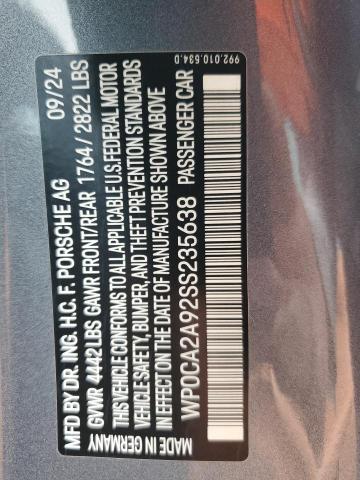 992.010.534.D
MFD BY DR. ING. H.C. F. PORSCHE AG 09/24
GVWR 4442 LBS GAWR FRONT/REAR 1764 / 2822 LBS
THIS VEHICLE CONFORMS TO ALL APPLICABLE U.S. FEDERAL MOTOR
VEHICLE-SAFETY, BUMPER, AND THEFT PREVENTION STANDARDS
IN EFFECT ON THE DATE OF MANUFACTURE SHOWN ABOVE
WP0CA2A92SS235638 PASSENGER CAR
MADE IN GERMANY